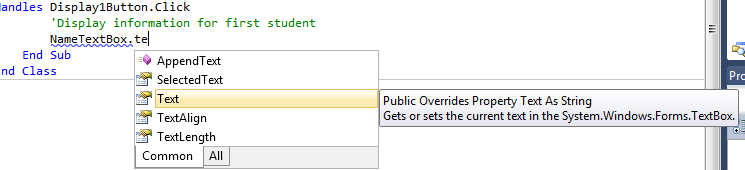 Handles Display1Button.Click
'Display information for first student
NameTextBox.te
End Sub
End Class
AppendText
SelectedText
Text
TextAlign
TextLength
Common All
Public Overrides Property Text As String
Gets or sets the current text in the System.Windows.Forms.TextBox.